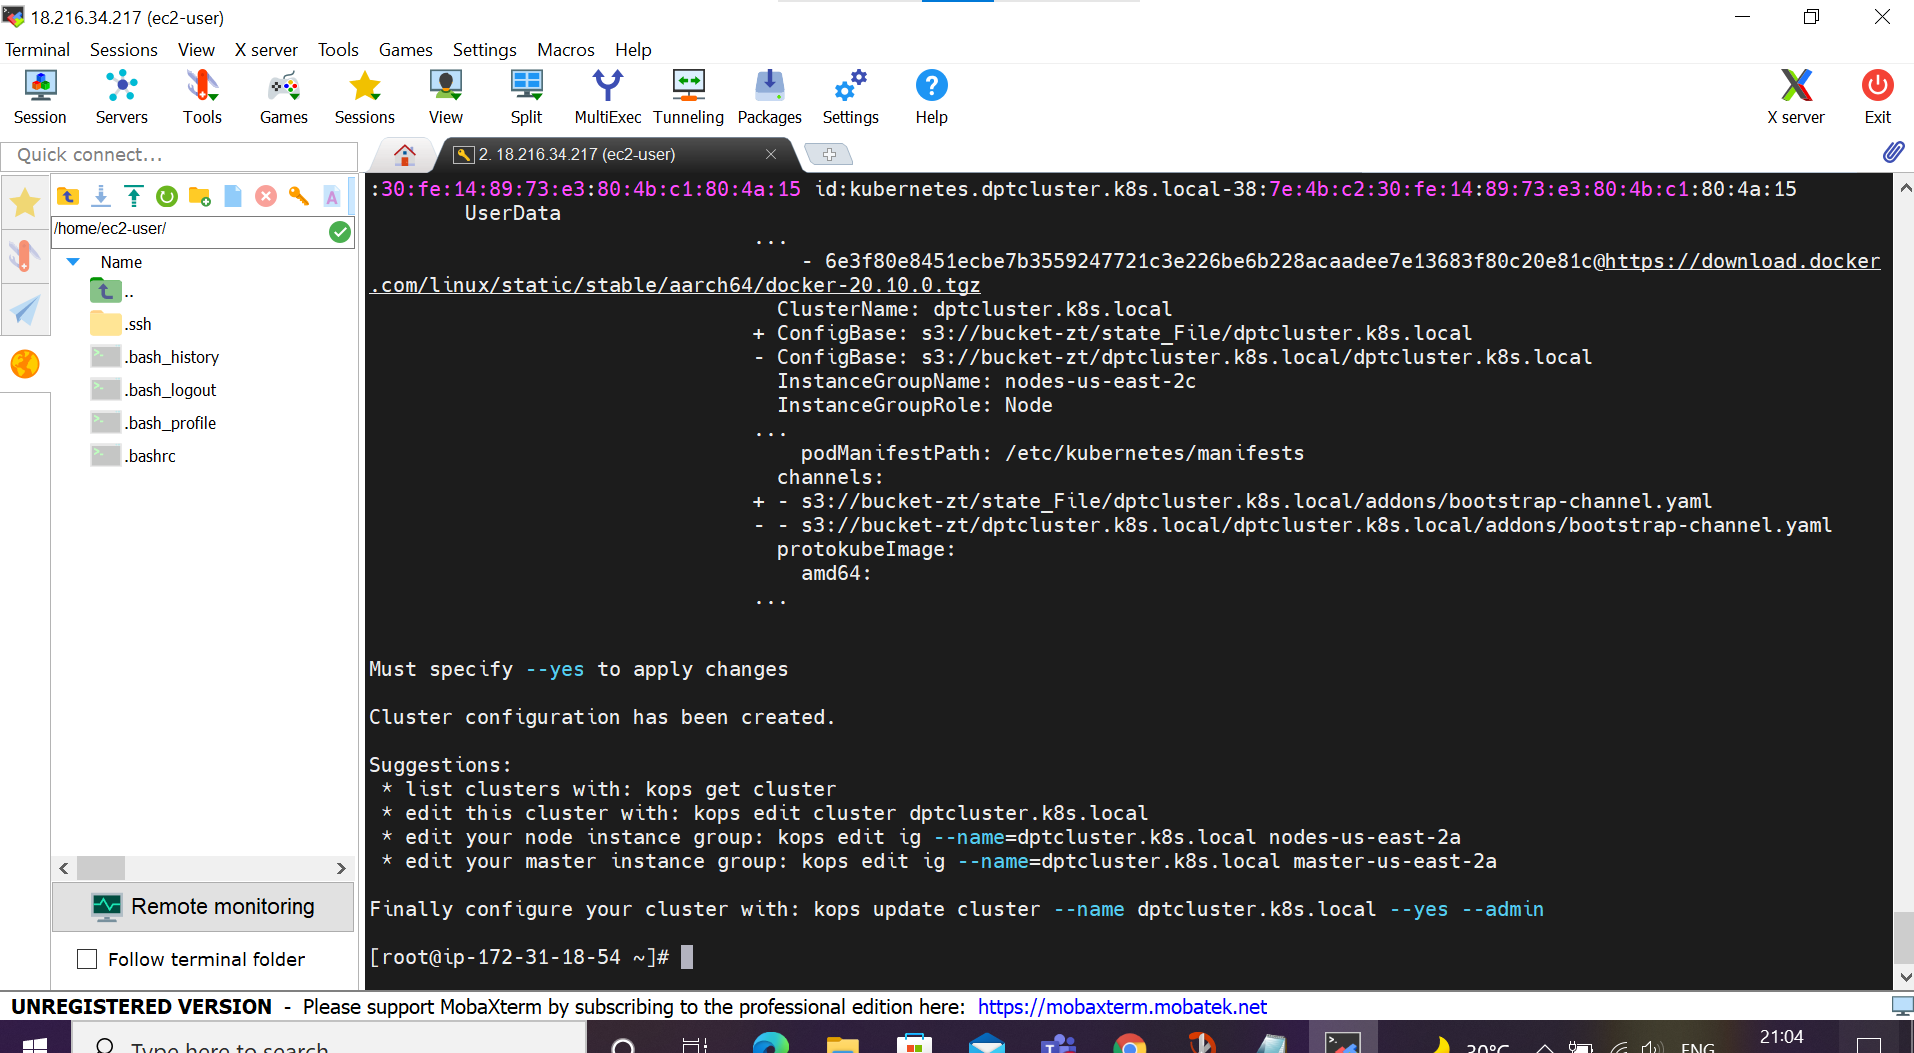 18.216.34.217 (ec2-user)
Terminal Sessions View X server Tools Games Settings Macros Help
Session Servers Tools Games Sessions View Split MultiExec Tunneling Packages Settings Help X server Exit
Quick connect...
2. 18.216.34.217 (ec2-user)
/home/ec2-user/
Name
..
.ssh
.bash_history
.bash_logout
.bash_profile
.bashrc
Remote monitoring
Follow terminal folder
:30:fe:14:89:73:e3:80:4b:c1:80:4a:15 id:kubernetes.dptcluster.k8s.local-38:7e:4b:c2:30:fe:14:89:73:e3:80:4b:c1:80:4a:15
UserData
...
- 6e3f80e8451ecbe7b3559247721c3e226be6b228acaadee7e13683f80c20e81c@https://download.docker
.com/linux/static/stable/aarch64/docker-20.10.0.tgz
ClusterName: dptcluster.k8s.local
+ ConfigBase: s3://bucket-zt/state_File/dptcluster.k8s.local
- ConfigBase: s3://bucket-zt/dptcluster.k8s.local/dptcluster.k8s.local
InstanceGroupName: nodes-us-east-2c
InstanceGroupRole: Node
...
podManifestPath: /etc/kubernetes/manifests
channels:
+ - s3://bucket-zt/state_File/dptcluster.k8s.local/addons/bootstrap-channel.yaml
- - s3://bucket-zt/dptcluster.k8s.local/dptcluster.k8s.local/addons/bootstrap-channel.yaml
protokubeImage:
amd64:
...
Must specify --yes to apply changes
Cluster configuration has been created.
Suggestions:
* list clusters with: kops get cluster
* edit this cluster with: kops edit cluster dptcluster.k8s.local
* edit your node instance group: kops edit ig --name=dptcluster.k8s.local nodes-us-east-2a
* edit your master instance group: kops edit ig --name=dptcluster.k8s.local master-us-east-2a
Finally configure your cluster with: kops update cluster --name dptcluster.k8s.local --yes --admin
[root@ip-172-31-18-54 ~]#
UNREGISTERED VERSION - Please support MobaXterm by subscribing to the professional edition here: https://mobaxterm.mobatek.net
Type here to search
30°C
ENG
21:04